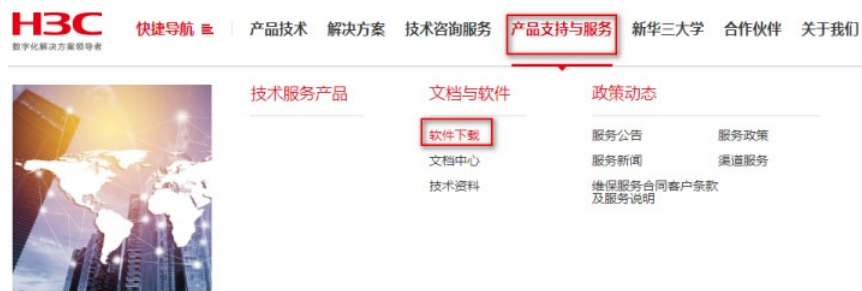 H3C
数字化解决方案领导者
快捷导航 产品技术 解决方案 技术咨询服务 产品支持与服务 新华三大学 合作伙伴 关于我们
技术服务产品 文档与软件 政策动态
软件下载 服务公告 服务政策
文档中心 服务新闻 渠道服务
技术资料 维保服务合同客户条款
及服务说明